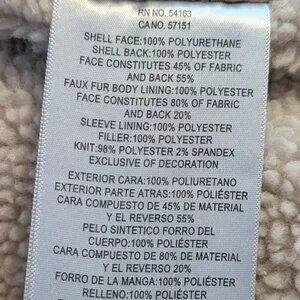 RN NO. 54163
CA NO. 57151
SHELL FACE:100% POLYURETHANE
SHELL BACK:100% POLYESTER
FACE CONSTITUTES 45% OF FABRIC
AND BACK 55%
FAUX FUR BODY LINING:100% POLYESTER
FACE CONSTITUTES 80% OF FABRIC
AND BACK 20%
SLEEVE LINING:100% POLYESTER
FILLER:100% POLYESTER
KNIT:98% POLYESTER 2% SPANDEX
EXCLUSIVE OF DECORATION
EXTERIOR CARA:100% POLIURETANO
EXTERIOR PARTE ATRAS:100% POLIÉSTER
CARA COMPUESTO DE 45% DE MATERIAL
Y EL REVERSO 55%
PELO SINTETICO FORRO DEL
CUERPO:100% POLIÉSTER
CARA COMPUESTO DE 80% DE MATERIAL
Y EL REVERSO 20%
FORRO DE LA MANGA:100% POLIÉSTER
RELLENO:100% POLIÉSTER